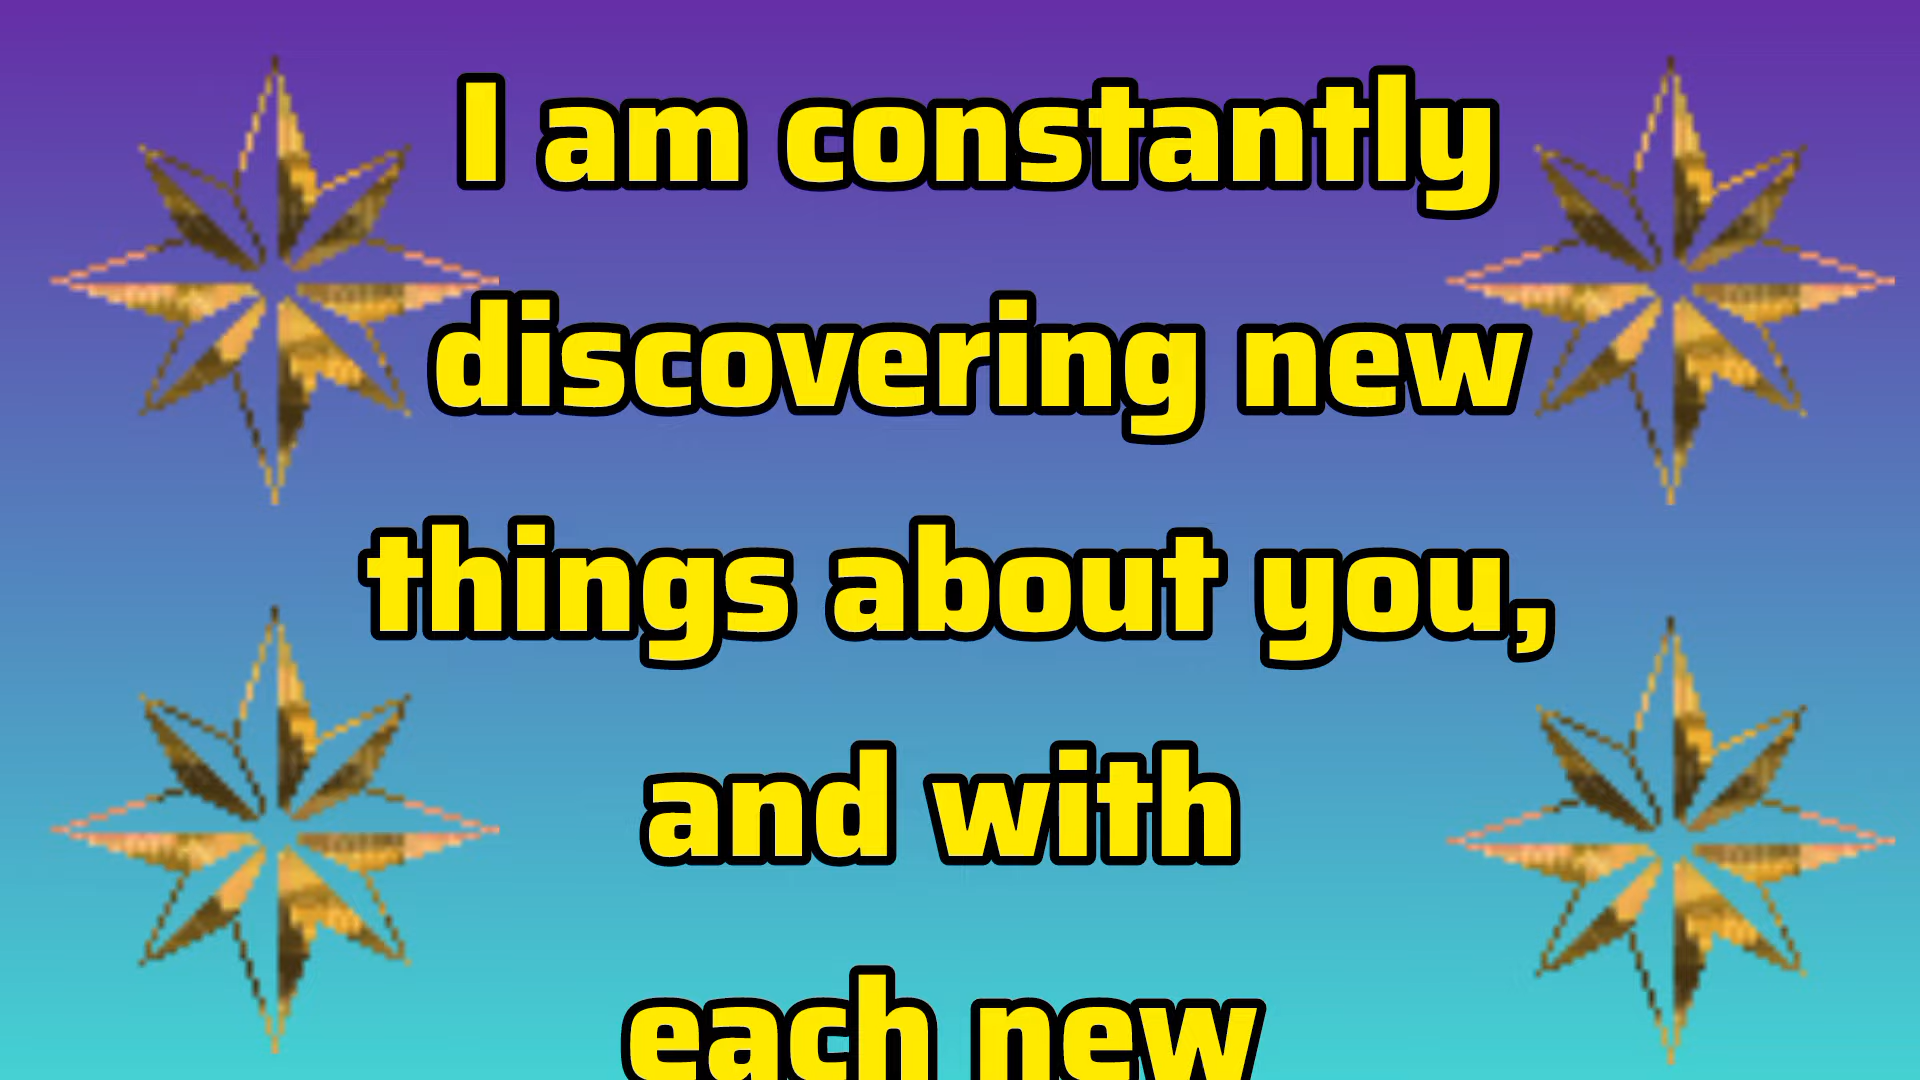 I am constantly
discovering new
things about you,
and with
each new